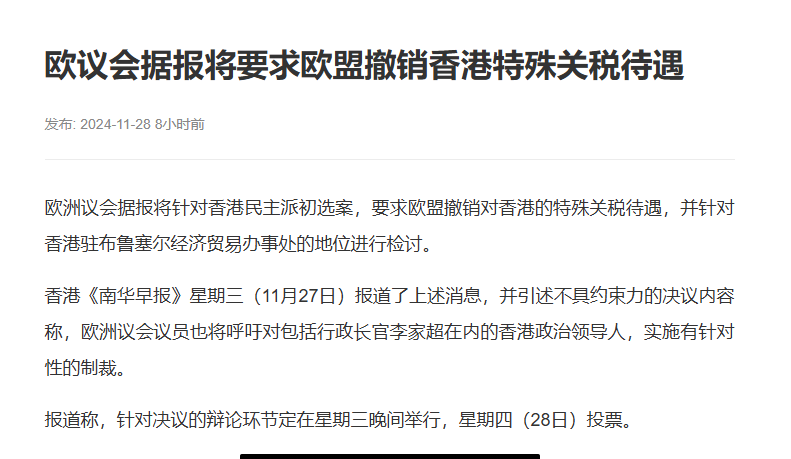 欧议会据报将要求欧盟撤销香港特殊关税待遇
发布: 2024-11-28 8小时前
欧洲议会据报将针对香港民主派初选案，要求欧盟撤销对香港的特殊关税待遇，并针对
香港驻布鲁塞尔经济贸易办事处的地位进行检讨。
香港《南华早报》星期三（11月27日）报道了上述消息，并引述不具约束力的决议内容
称，欧洲议会议员也将呼吁对包括行政长官李家超在内的香港政治领导人，实施有针对
性的制裁。
报道称，针对决议的辩论环节定在星期三晚间举行，星期四（28日）投票。